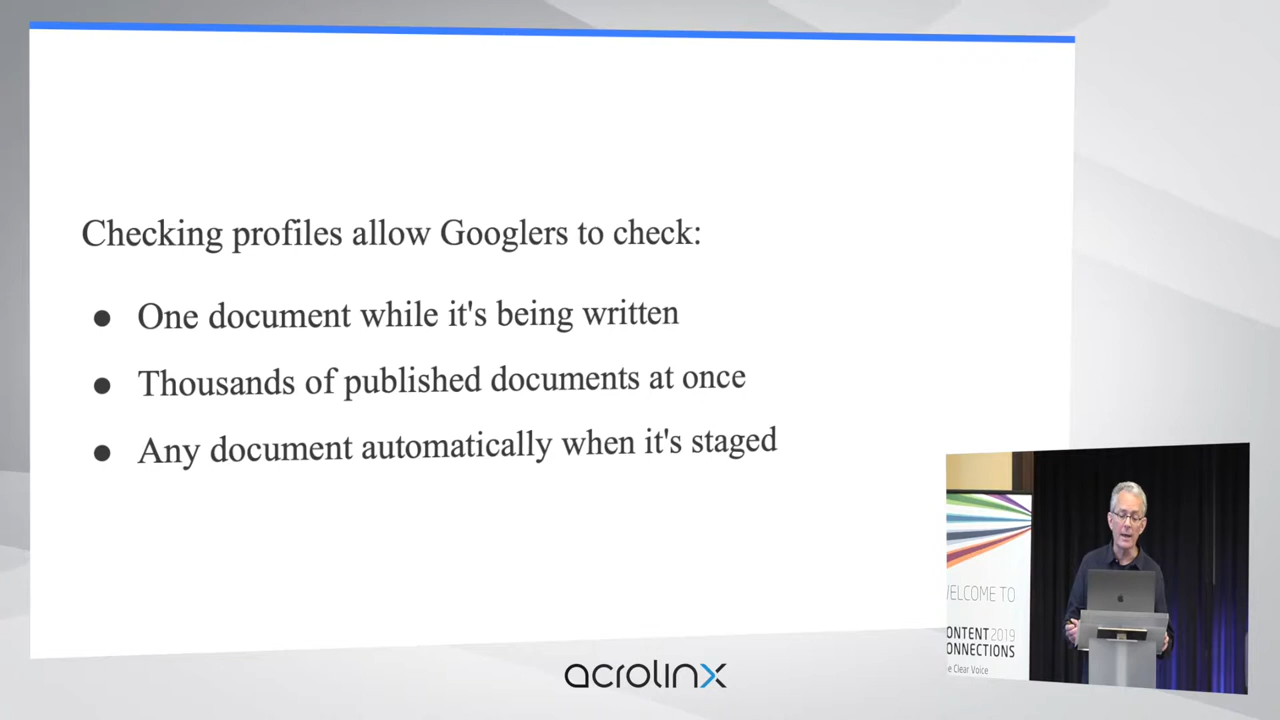 Checking profiles allow Googlers to check:
● One document while it's being written
● Thousands of published documents at once
● Any document automatically when it's staged
WELCOME TO
ONTENT 2019
ONNECTIONS
e Clear Voice
acrolinx